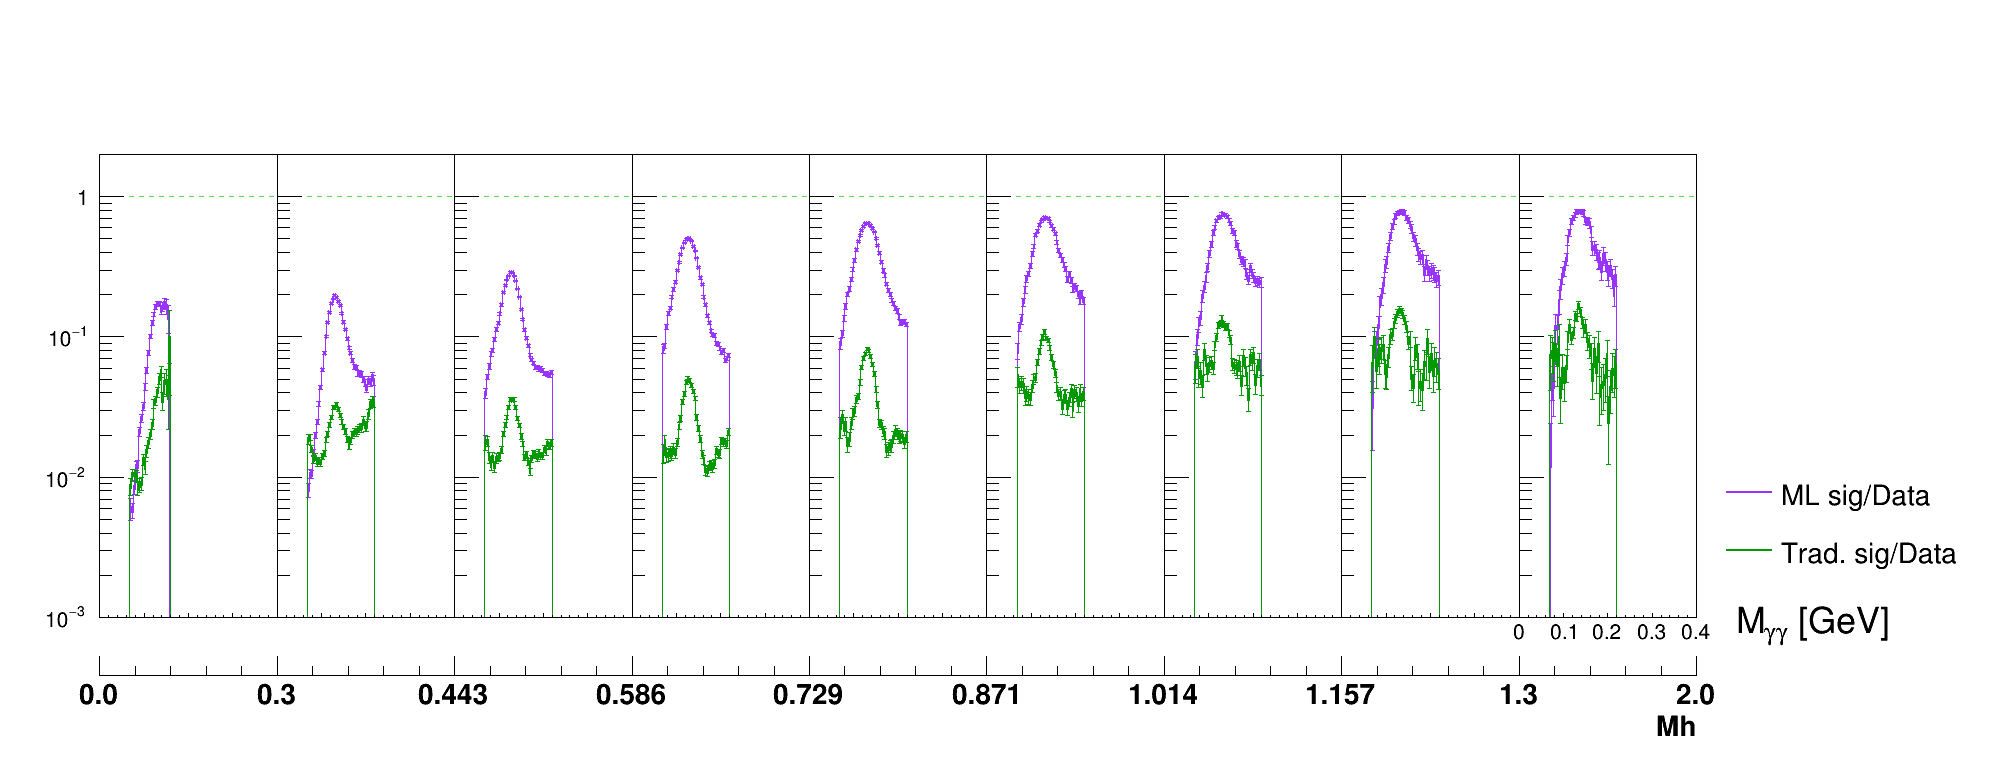 1
10⁻¹
10⁻²
10⁻³
ML sig/Data
Trad. sig/Data
0 0.1 0.2 0.3 0.4
Mγγ [GeV]
0.0 0.3 0.443 0.586 0.729 0.871 1.014 1.157 1.3 2.0
Mh